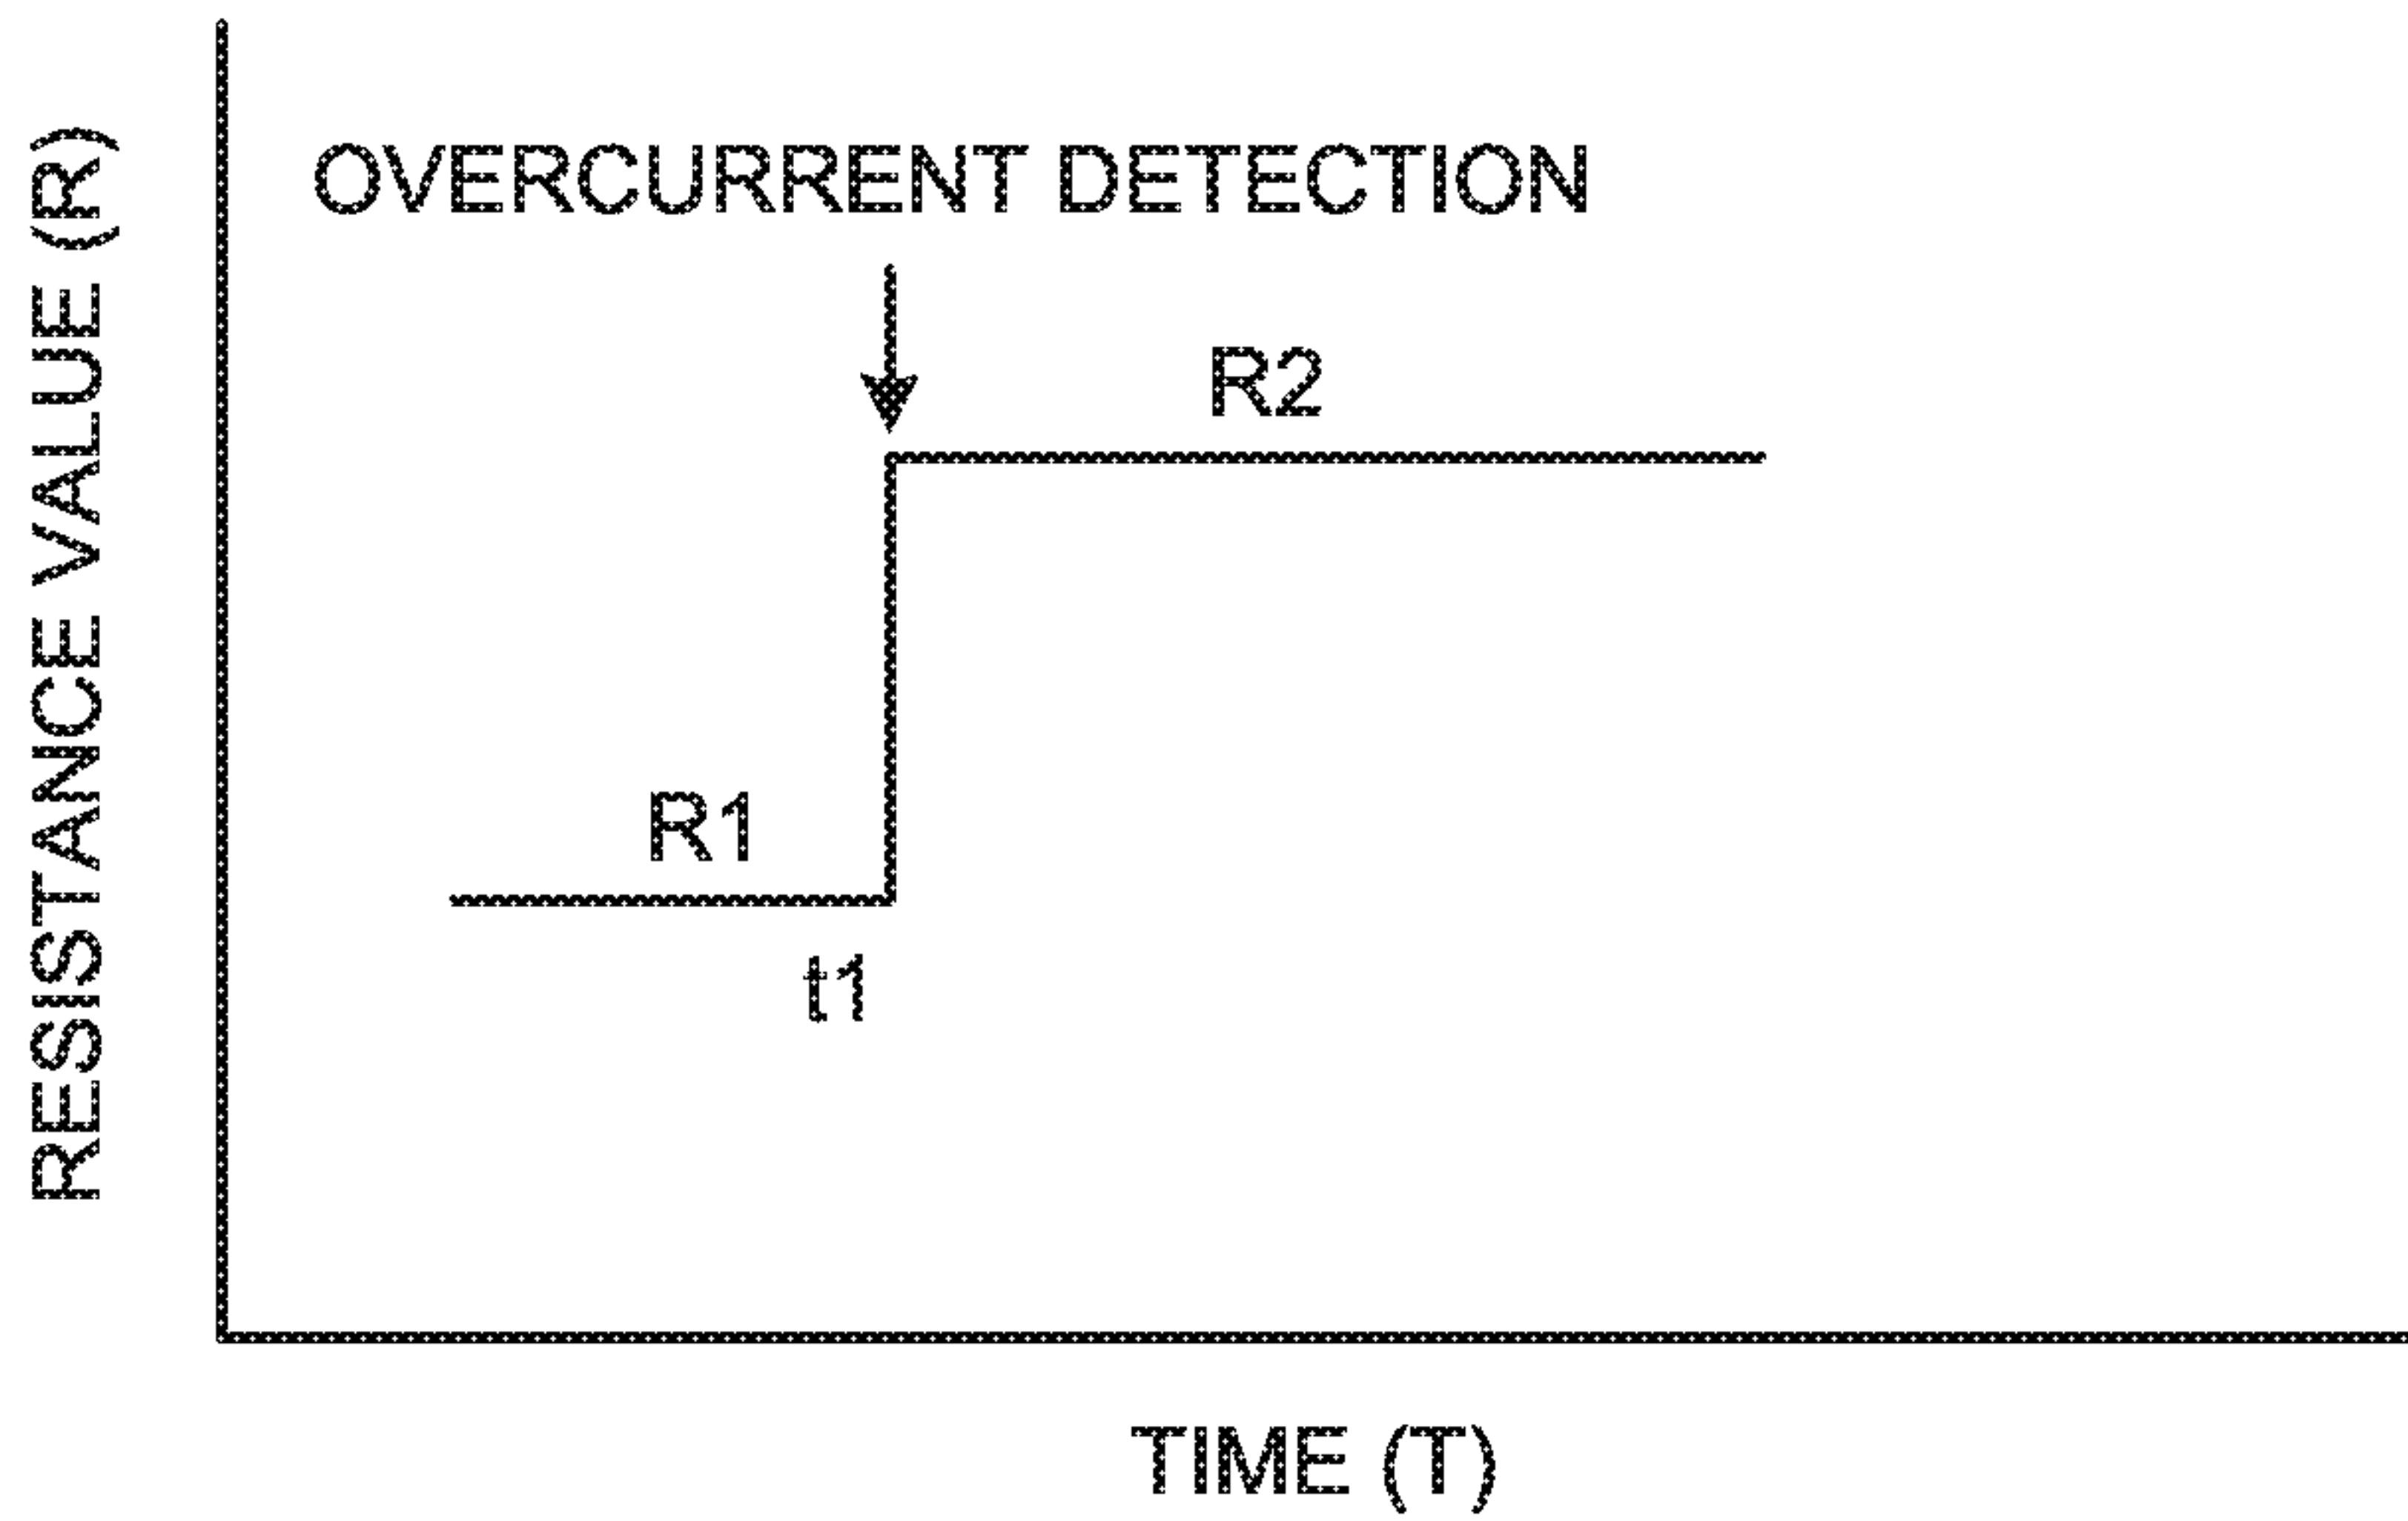 RESISTANCE VALUE (R)
OVERCURRENT DETECTION
R2
R1
t1
TIME (T)